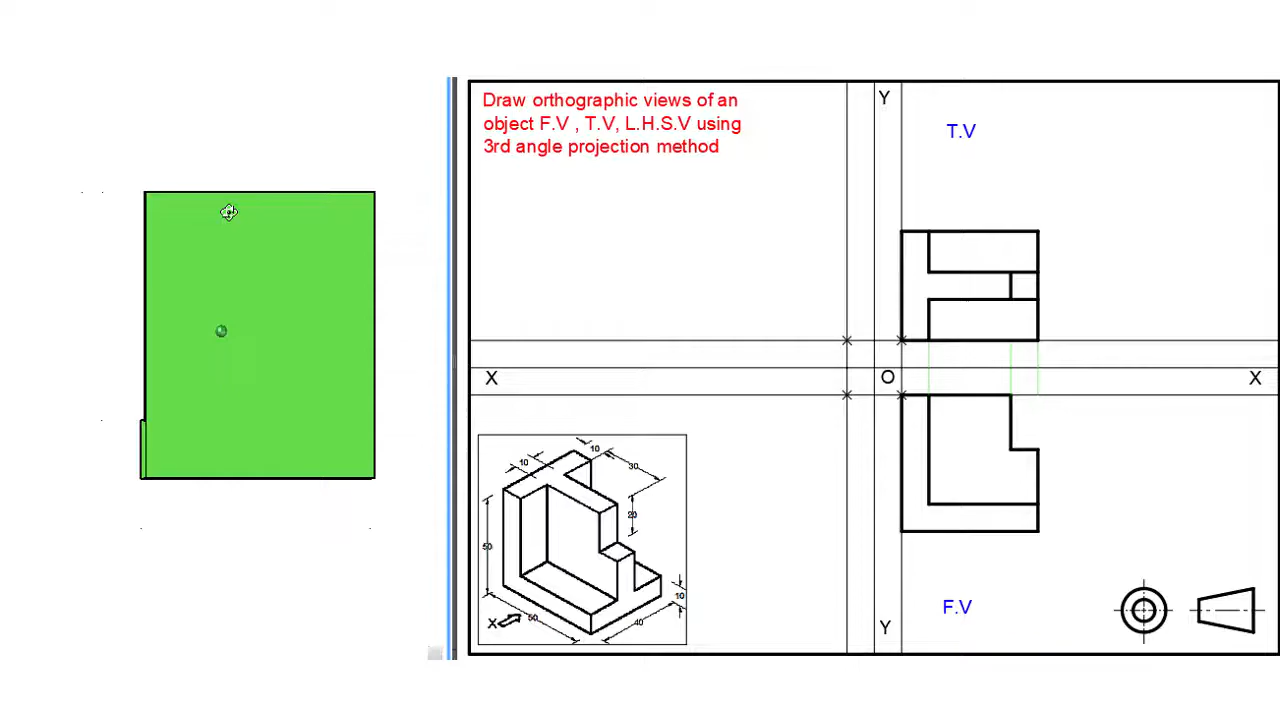 Draw orthographic views of an
object F.V , T.V, L.H.S.V using
3rd angle projection method
Y
T.V
X
O
X
10
10
30
20
50
10
X
50
40
F.V
Y